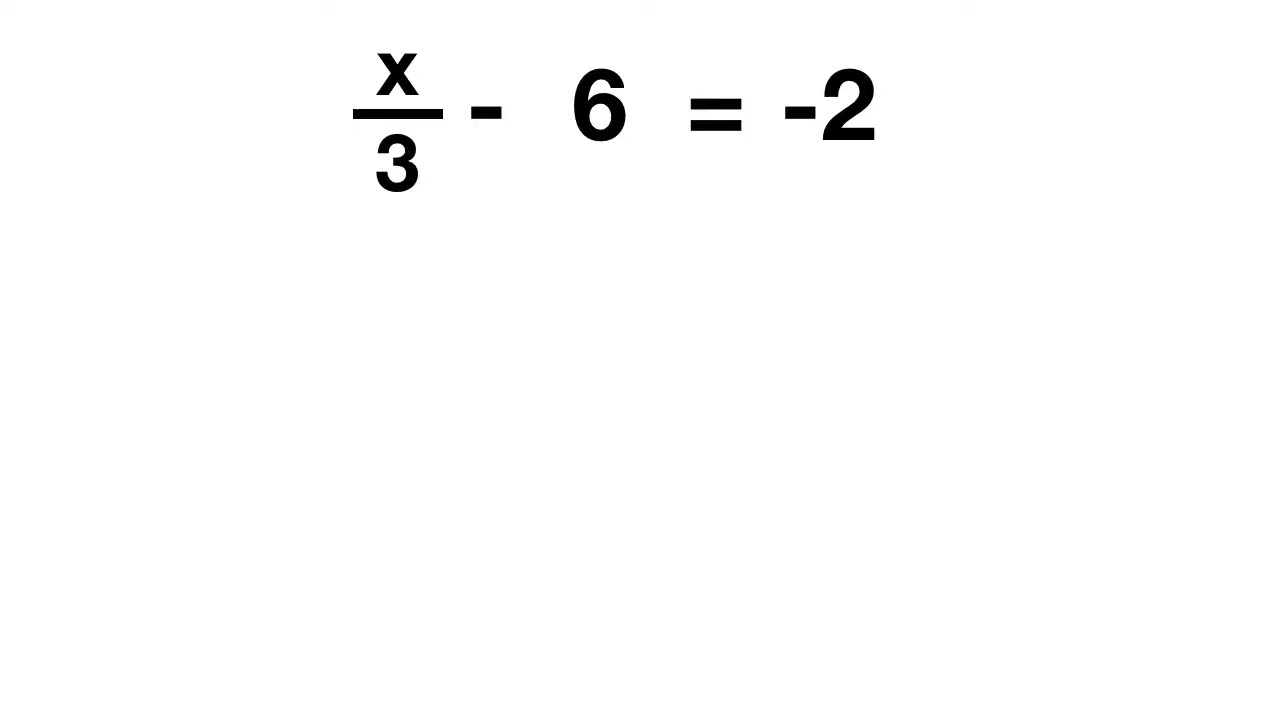 x/3 - 6 = -2